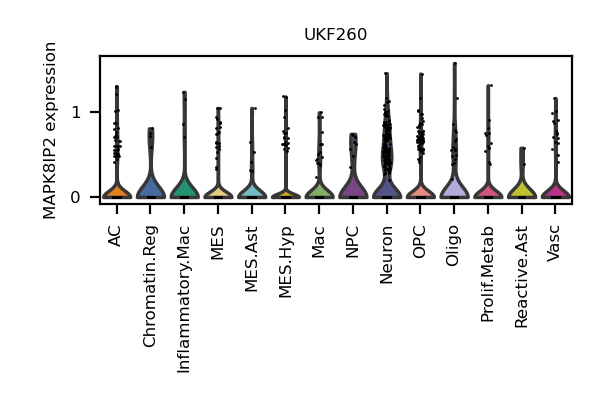 UKF260
MAPK8IP2 expression
1
0
AC
Chromatin.Reg
Inflammatory.Mac
MES
MES.Ast
MES.Hyp
Mac
NPC
Neuron
OPC
Oligo
Prolif.Metab
Reactive.Ast
Vasc